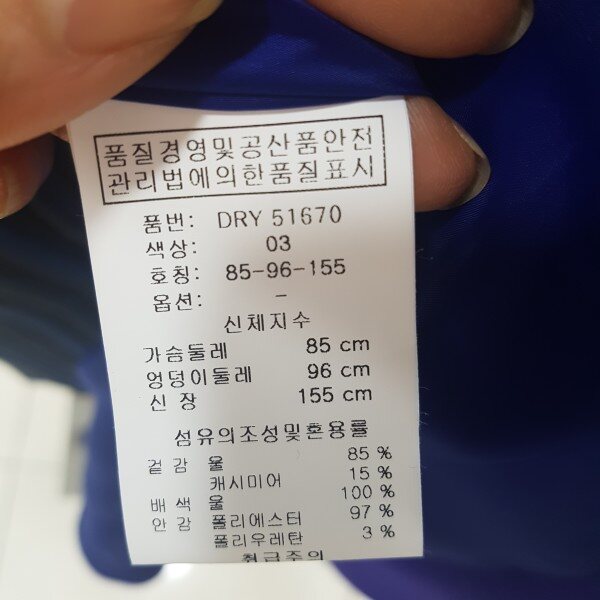 품질경영및공산품안전
관리법에의한품질표시
품번: DRY 51670
색상: 03
호칭: 85-96-155
옵션: -
신체지수
가슴둘레 85 cm
엉덩이둘레 96 cm
신 장 155 cm
섬유의조성및혼용률
겉 감 울 85 %
캐시미어 15 %
배 색 울 100 %
안 감 폴리에스터 97 %
폴리우레탄 3 %
취급주의